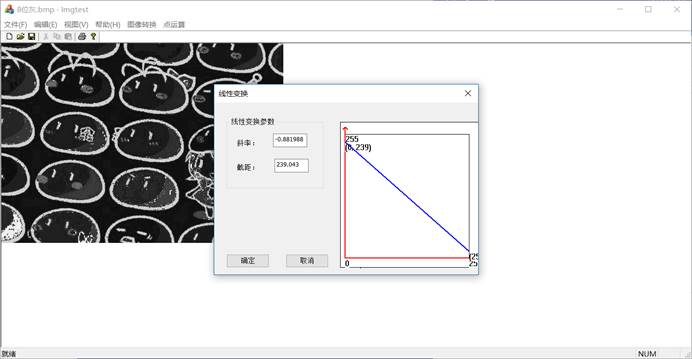 8位灰.bmp - Imgtest
文件(F) 编辑(E) 视图(V) 帮助(H) 图像转换 点运算
线性变换
线性变换参数
斜率： -0.881988
截距： 239.043
确定 取消
255
(0, 239)
(25
0 25
就绪 NUM